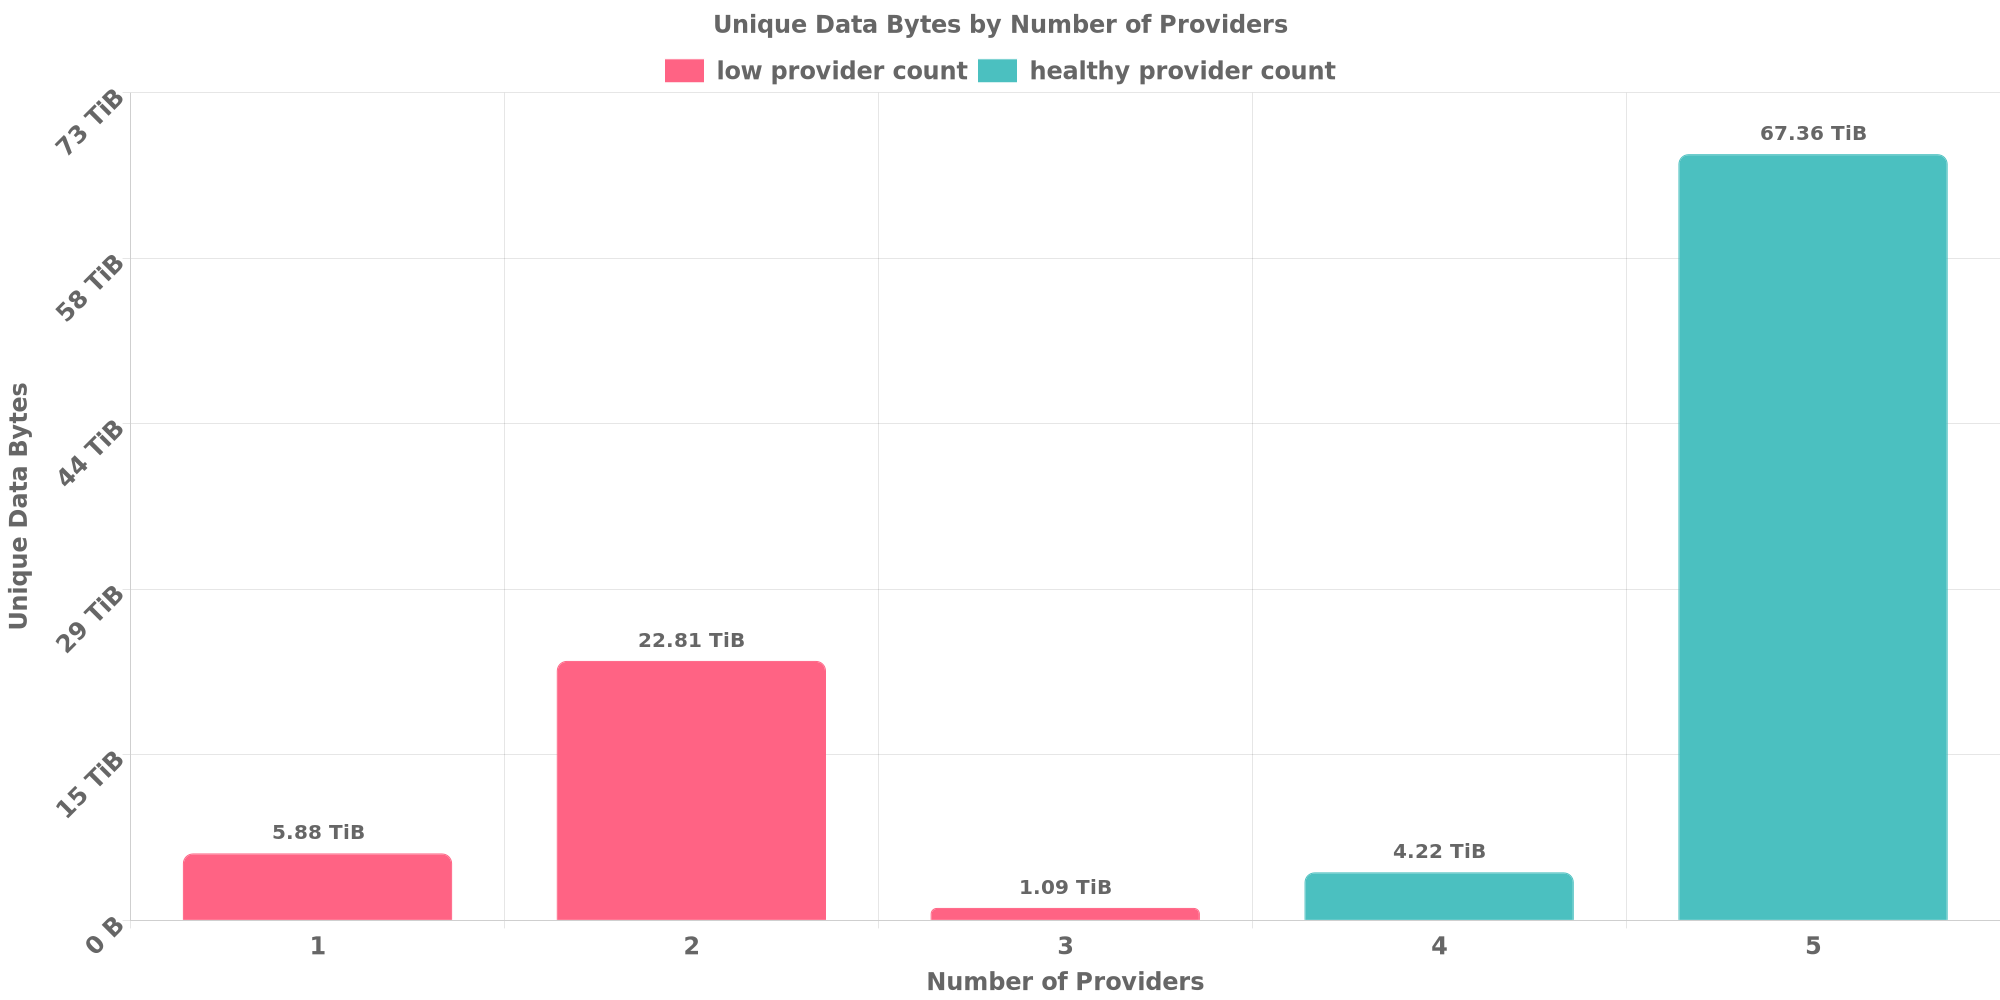 Unique Data Bytes by Number of Providers
low provider count healthy provider count
73 TiB
58 TiB
44 TiB
29 TiB
15 TiB
0 B
Unique Data Bytes
5.88 TiB
22.81 TiB
1.09 TiB
4.22 TiB
67.36 TiB
1 2 3 4 5
Number of Providers